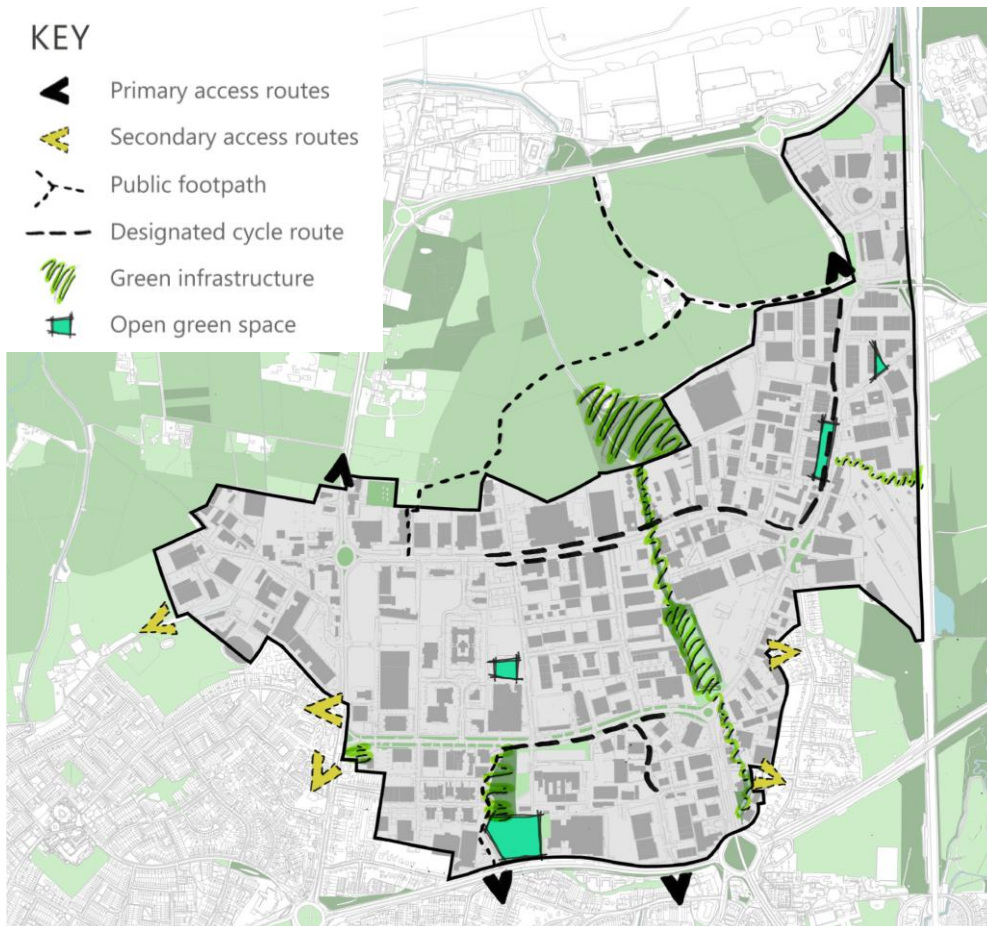 KEY
Primary access routes
Secondary access routes
Public footpath
Designated cycle route
Green infrastructure
Open green space